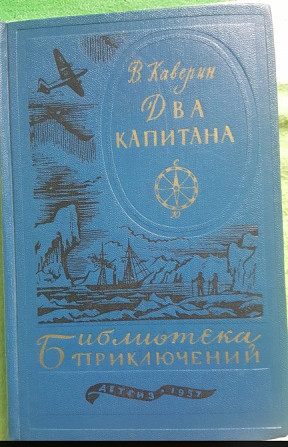 В. Каверин
Два
капитана
Библиотека
приключений
ДЕТГИЗ · 1957